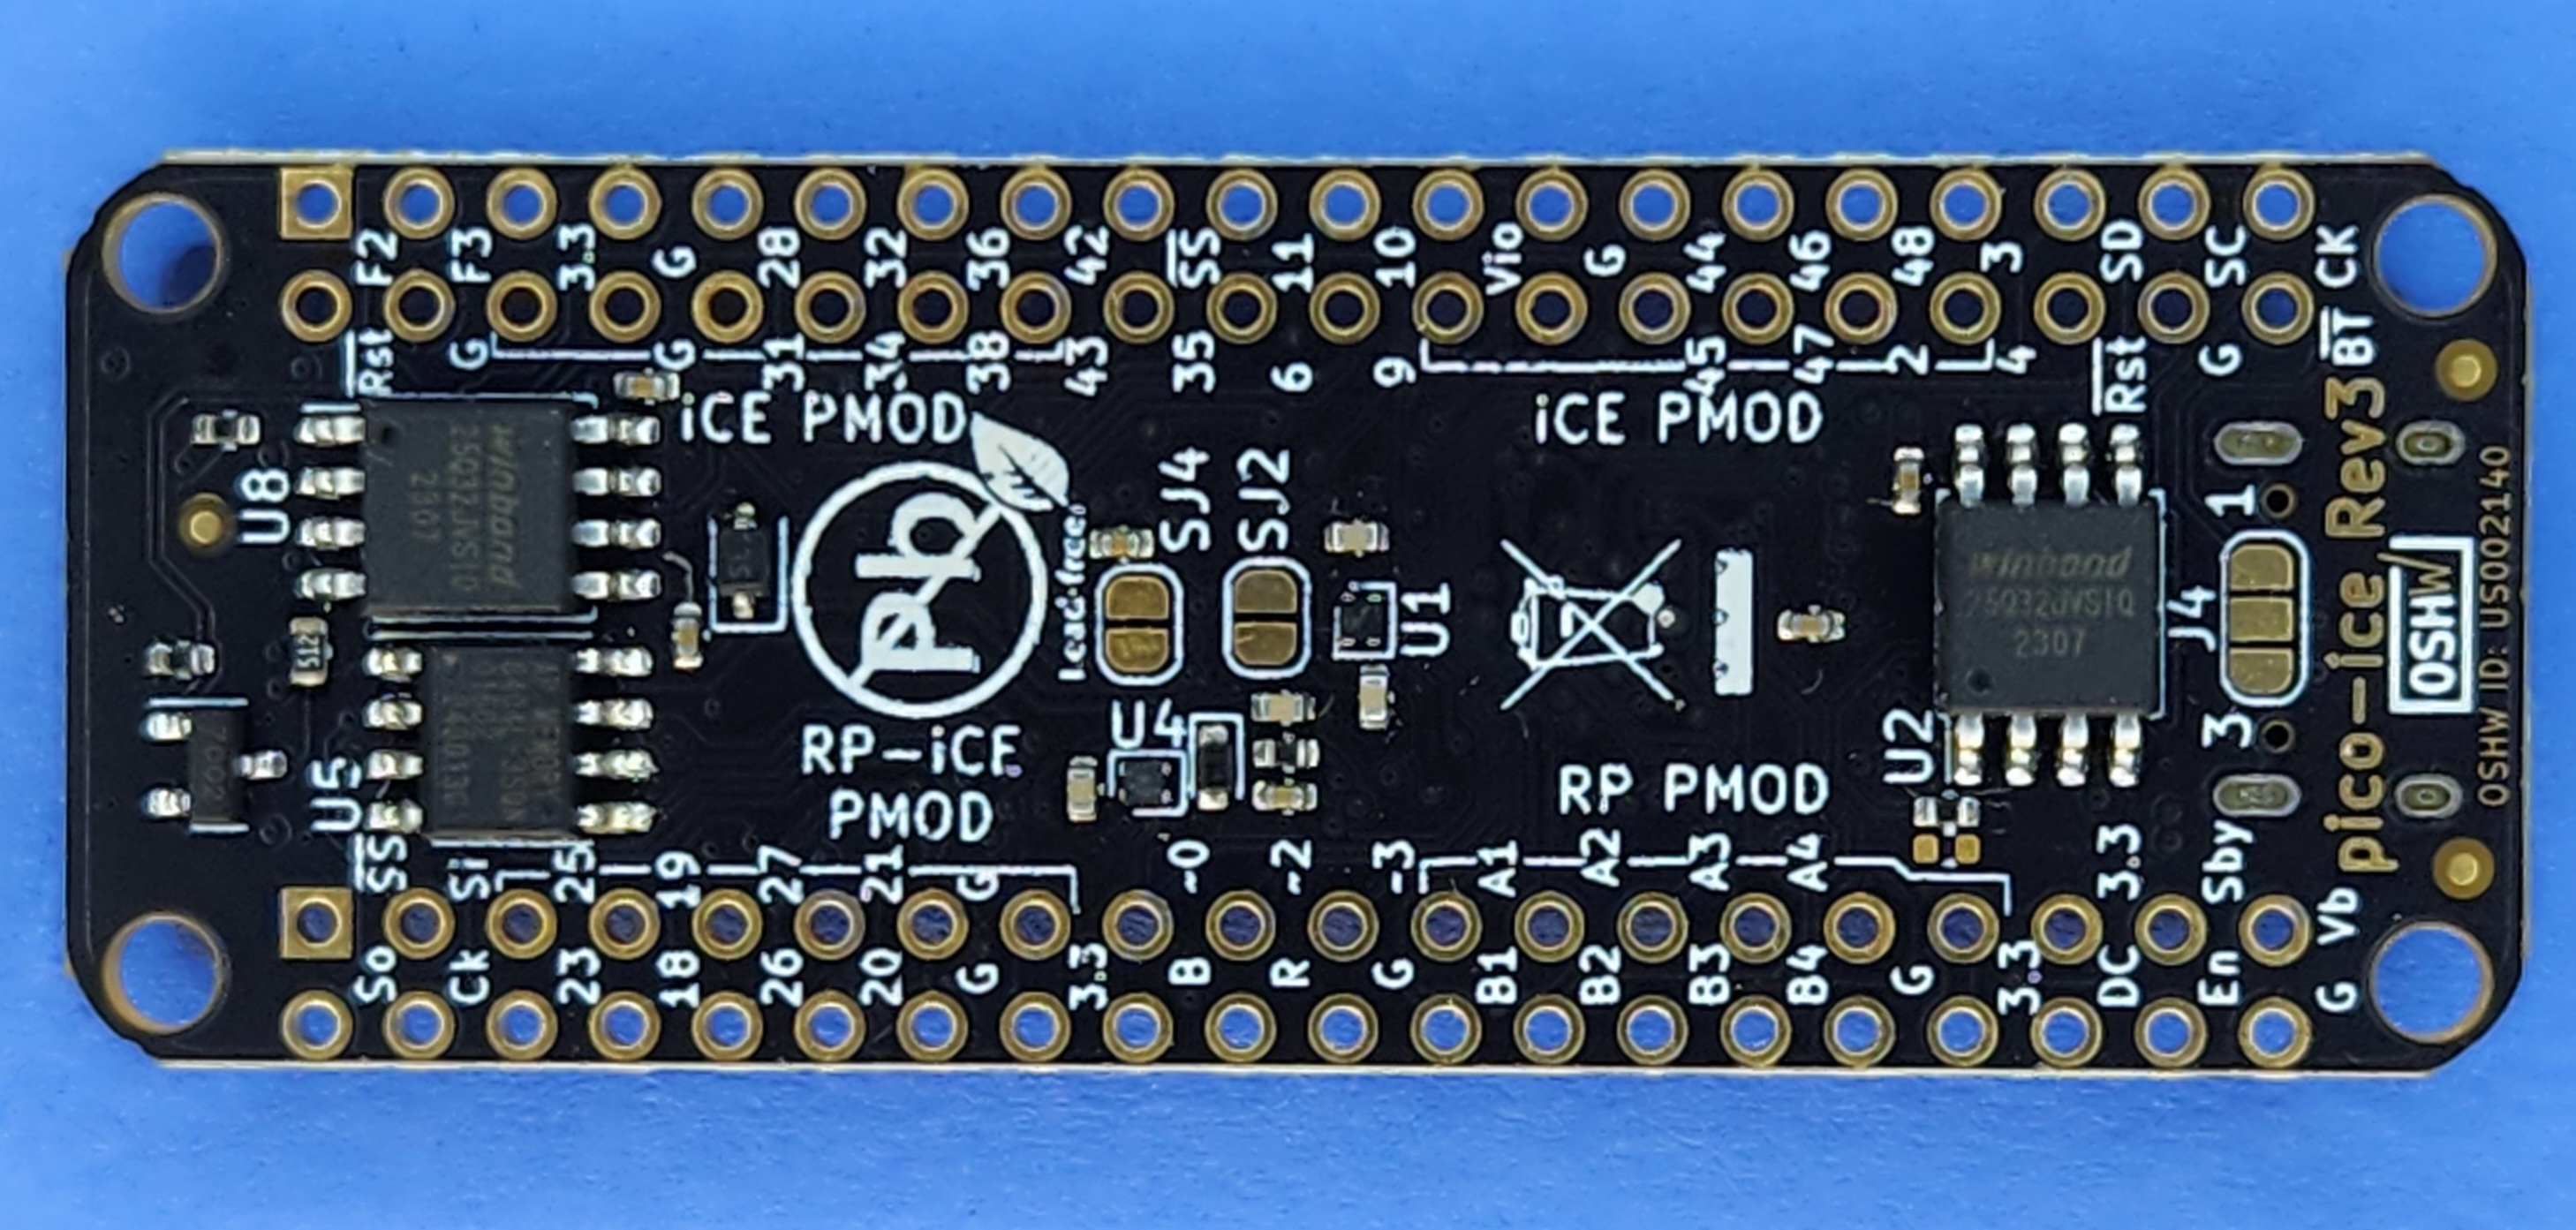 F2 F3 3.3 G 28 32 36 42 SS 11 10 Vio G 44 46 48 3 SD SC CK
Rst G G 31 34 38 43 35 6 9 45 47 2 4 Rst G BT
iCE PMOD
iCE PMOD
U8
winbond
25Q32JVSIQ
2307
Pb
Lead-free
SJ4
SJ2
U1
winbond
25Q32JVSIQ
2307
U2
1
J4
3
pico-ice Rev3
OSHW
OSHW ID: US002140
512
U5
U4
RP-iCE
PMOD
RP PMOD
SS Si 25 19 27 21 G -0 -2 -3 A1 A2 A3 A4 3.3 Sby Vb
So Ck 23 18 26 20 G 3.3 B R G B1 B2 B3 B4 G 3.3 DC En G